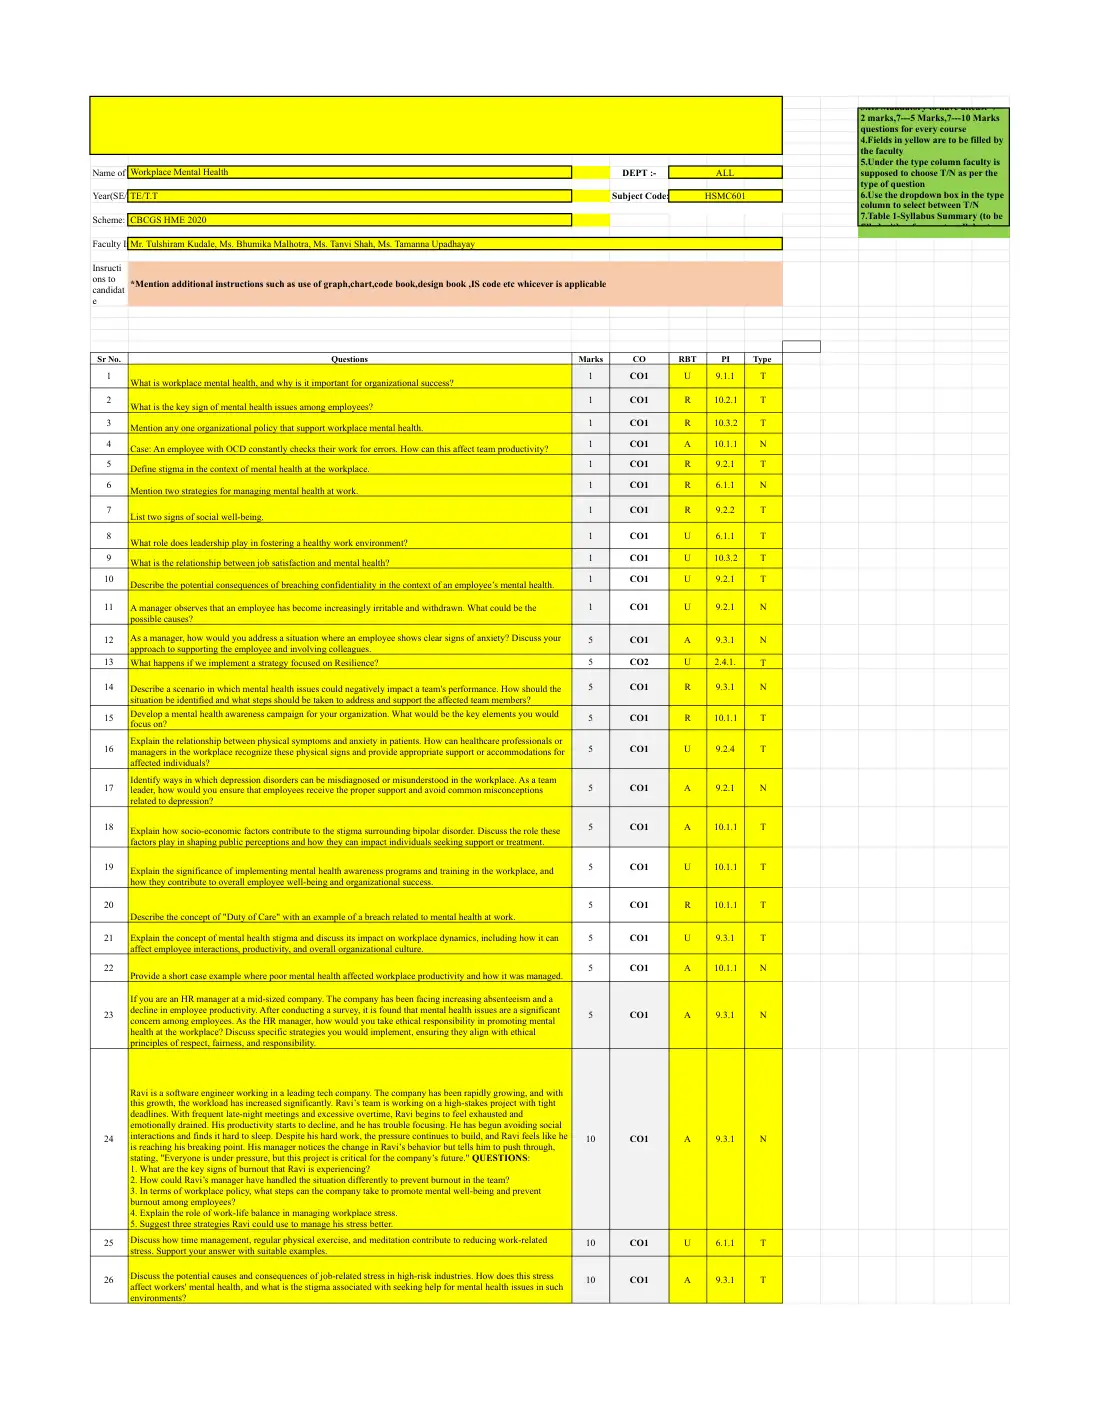 2 marks,7---5 Marks,7---10 Marks
questions for every course
4.Fields in yellow are to be filled by
the faculty
5.Under the type column faculty is
supposed to choose T/N as per the
type of question
6.Use the dropdown box in the type
column to select between T/N
7.Table 1-Syllabus Summary (to be
Name of Workplace Mental Health DEPT :- ALL
Year(SE/ TE/T.T Subject Code: HSMC601
Scheme: CBCGS HME 2020
Faculty I Mr. Tulshiram Kudale, Ms. Bhumika Malhotra, Ms. Tanvi Shah, Ms. Tamanna Upadhayay
Insructi
ons to
candidat
e
*Mention additional instructions such as use of graph,chart,code book,design book ,IS code etc whicever is applicable
Sr No. Questions Marks CO RBT PI Type
1 What is workplace mental health, and why is it important for organizational success? 1 CO1 U 9.1.1 T
2 What is the key sign of mental health issues among employees? 1 CO1 R 10.2.1 T
3 Mention any one organizational policy that support workplace mental health. 1 CO1 R 10.3.2 T
4 Case: An employee with OCD constantly checks their work for errors. How can this affect team productivity? 1 CO1 A 10.1.1 N
5 Define stigma in the context of mental health at the workplace. 1 CO1 R 9.2.1 T
6 Mention two strategies for managing mental health at work. 1 CO1 R 6.1.1 N
7 List two signs of social well-being. 1 CO1 R 9.2.2 T
8 What role does leadership play in fostering a healthy work environment? 1 CO1 U 6.1.1 T
9 What is the relationship between job satisfaction and mental health? 1 CO1 U 10.3.2 T
10 Describe the potential consequences of breaching confidentiality in the context of an employee's mental health. 1 CO1 U 9.2.1 T
11 A manager observes that an employee has become increasingly irritable and withdrawn. What could be the 1 CO1 U 9.2.1 N
possible causes?
12 As a manager, how would you address a situation where an employee shows clear signs of anxiety? Discuss your 5 CO1 A 9.3.1 N
approach to supporting the employee and involving colleagues.
13 What happens if we implement a strategy focused on Resilience? 5 CO2 U 2.4.1. T
14 Describe a scenario in which mental health issues could negatively impact a team's performance. How should the 5 CO1 R 9.3.1 N
situation be identified and what steps should be taken to address and support the affected team members?
15 Develop a mental health awareness campaign for your organization. What would be the key elements you would 5 CO1 R 10.1.1 T
focus on?
16 Explain the relationship between physical symptoms and anxiety in patients. How can healthcare professionals or 5 CO1 U 9.2.4 T
managers in the workplace recognize these physical signs and provide appropriate support or accommodations for
affected individuals?
17 Identify ways in which depression disorders can be misdiagnosed or misunderstood in the workplace. As a team 5 CO1 A 9.2.1 N
leader, how would you ensure that employees receive the proper support and avoid common misconceptions
related to depression?
18 Explain how socio-economic factors contribute to the stigma surrounding bipolar disorder. Discuss the role these 5 CO1 A 10.1.1 T
factors play in shaping public perceptions and how they can impact individuals seeking support or treatment.
19 Explain the significance of implementing mental health awareness programs and training in the workplace, and 5 CO1 U 10.1.1 T
how they contribute to overall employee well-being and organizational success.
20 Describe the concept of "Duty of Care" with an example of a breach related to mental health at work. 5 CO1 R 10.1.1 T
21 Explain the concept of mental health stigma and discuss its impact on workplace dynamics, including how it can 5 CO1 U 9.3.1 T
affect employee interactions, productivity, and overall organizational culture.
22 Provide a short case example where poor mental health affected workplace productivity and how it was managed. 5 CO1 A 10.1.1 N
23 If you are an HR manager at a mid-sized company. The company has been facing increasing absenteeism and a 5 CO1 A 9.3.1 N
decline in employee productivity. After conducting a survey, it is found that mental health issues are a significant
concern among employees. As the HR manager, how would you take ethical responsibility in promoting mental
health at the workplace? Discuss specific strategies you would implement, ensuring they align with ethical
principles of respect, fairness, and responsibility.
24 Ravi is a software engineer working in a leading tech company. The company has been rapidly growing, and with 10 CO1 A 9.3.1 N
this growth, the workload has increased significantly. Ravi's team is working on a high-stakes project with tight
deadlines. With frequent late-night meetings and excessive overtime, Ravi begins to feel exhausted and
emotionally drained. His productivity starts to decline, and he has trouble focusing. He has begun avoiding social
interactions and finds it hard to sleep. Despite his hard work, the pressure continues to build, and Ravi feels like he
is reaching his breaking point. His manager notices the change in Ravi's behavior but tells him to push through,
stating, "Everyone is under pressure, but this project is critical for the company's future." QUESTIONS:
1. What are the key signs of burnout that Ravi is experiencing?
2. How could Ravi's manager have handled the situation differently to prevent burnout in the team?
3. In terms of workplace policy, what steps can the company take to promote mental well-being and prevent
burnout among employees?
4. Explain the role of work-life balance in managing workplace stress.
5. Suggest three strategies Ravi could use to manage his stress better.
25 Discuss how time management, regular physical exercise, and meditation contribute to reducing work-related 10 CO1 U 6.1.1 T
stress. Support your answer with suitable examples.
26 Discuss the potential causes and consequences of job-related stress in high-risk industries. How does this stress 10 CO1 A 9.3.1 T
affect workers' mental health, and what is the stigma associated with seeking help for mental health issues in such
environments?